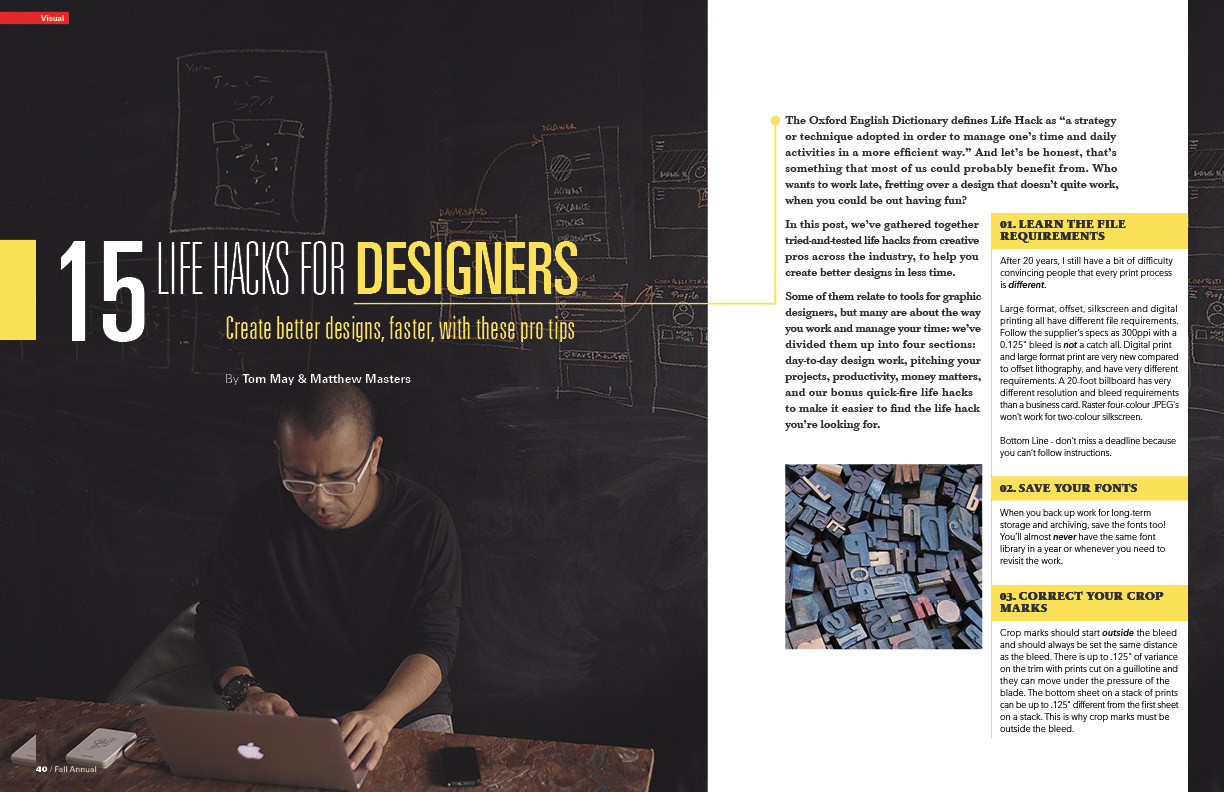 Visual
DRAWER
ACCOUNT
BALANCE
STOCKS
DASHBOARD
Profile
15 LIFE HACKS FOR DESIGNERS
Create better designs, faster, with these pro tips
By Tom May & Matthew Masters
40 / Fall Annual
The Oxford English Dictionary defines Life Hack as “a strategy
or technique adopted in order to manage one’s time and daily
activities in a more efficient way.” And let’s be honest, that’s
something that most of us could probably benefit from. Who
wants to work late, fretting over a design that doesn’t quite work,
when you could be out having fun?
In this post, we’ve gathered together
tried-and-tested life hacks from creative
pros across the industry, to help you
create better designs in less time.
Some of them relate to tools for graphic
designers, but many are about the way
you work and manage your time: we’ve
divided them up into four sections:
day-to-day design work, pitching your
projects, productivity, money matters,
and our bonus quick-fire life hacks
to make it easier to find the life hack
you’re looking for.
01. LEARN THE FILE
REQUIREMENTS
After 20 years, I still have a bit of difficulty
convincing people that every print process
is different.
Large format, offset, silkscreen and digital
printing all have different file requirements.
Follow the supplier’s specs as 300ppi with a
0.125" bleed is not a catch all. Digital print
and large format print are very new compared
to offset lithography, and have very different
requirements. A 20-foot billboard has very
different resolution and bleed requirements
than a business card. Raster four-colour JPEG's
won’t work for two-colour silkscreen.
Bottom Line - don’t miss a deadline because
you can’t follow instructions.
02. SAVE YOUR FONTS
When you back up work for long-term
storage and archiving, save the fonts too!
You’ll almost never have the same font
library in a year or whenever you need to
revisit the work.
03. CORRECT YOUR CROP
MARKS
Crop marks should start outside the bleed
and should always be set the same distance
as the bleed. There is up to .125" of variance
on the trim with prints cut on a guillotine and
they can move under the pressure of the
blade. The bottom sheet on a stack of prints
can be up to .125" different from the first sheet
on a stack. This is why crop marks must be
outside the bleed.